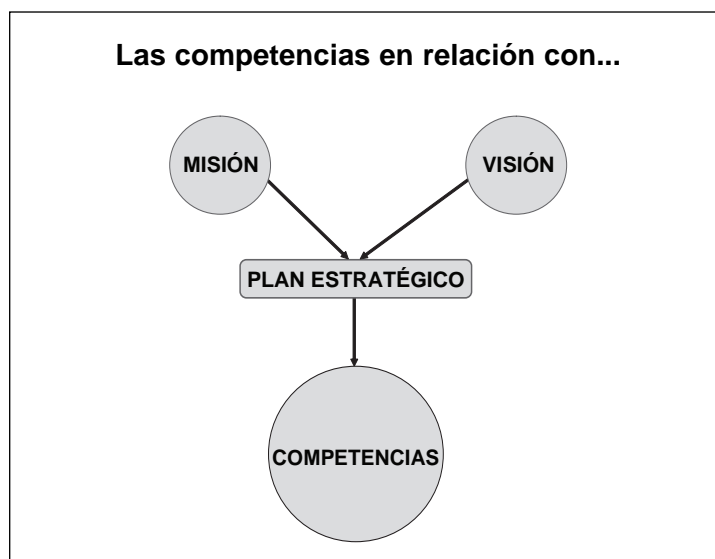 Las competencias en relación con...
MISIÓN
VISIÓN
PLAN ESTRATÉGICO
COMPETENCIAS